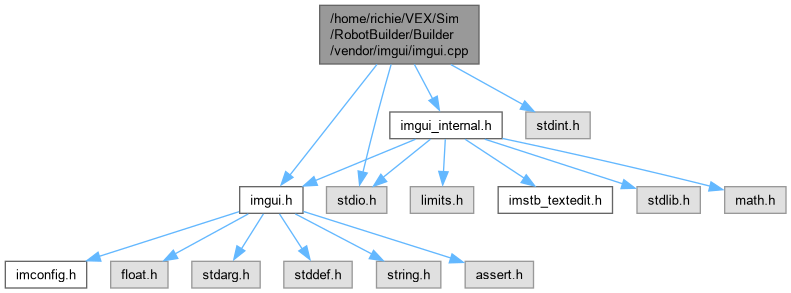 /home/richie/VEX/Sim
/RobotBuilder/Builder
/vendor/imgui/imgui.cpp
imgui_internal.h
stdint.h
imgui.h
stdio.h
limits.h
imstb_textedit.h
stdlib.h
math.h
imconfig.h
float.h
stdarg.h
stddef.h
string.h
assert.h